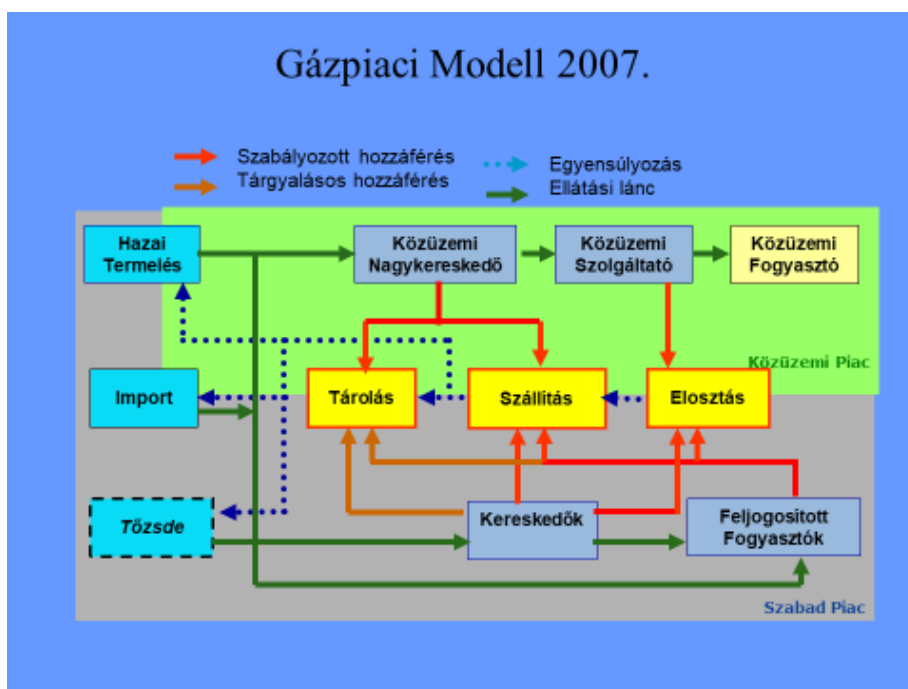 Gázpiaci Modell 2007.
Szabályozott hozzáférés
Tárgyalásos hozzáférés
Egyensúlyozás
Ellátási lánc
Hazai
Termelés
Közüzemi
Nagykereskedő
Közüzemi
Szolgáltató
Közüzemi
Fogyasztó
Közüzemi Piac
Import
Tárolás
Szállítás
Elosztás
Tőzsde
Kereskedők
Feljogosított
Fogyasztók
Szabad Piac